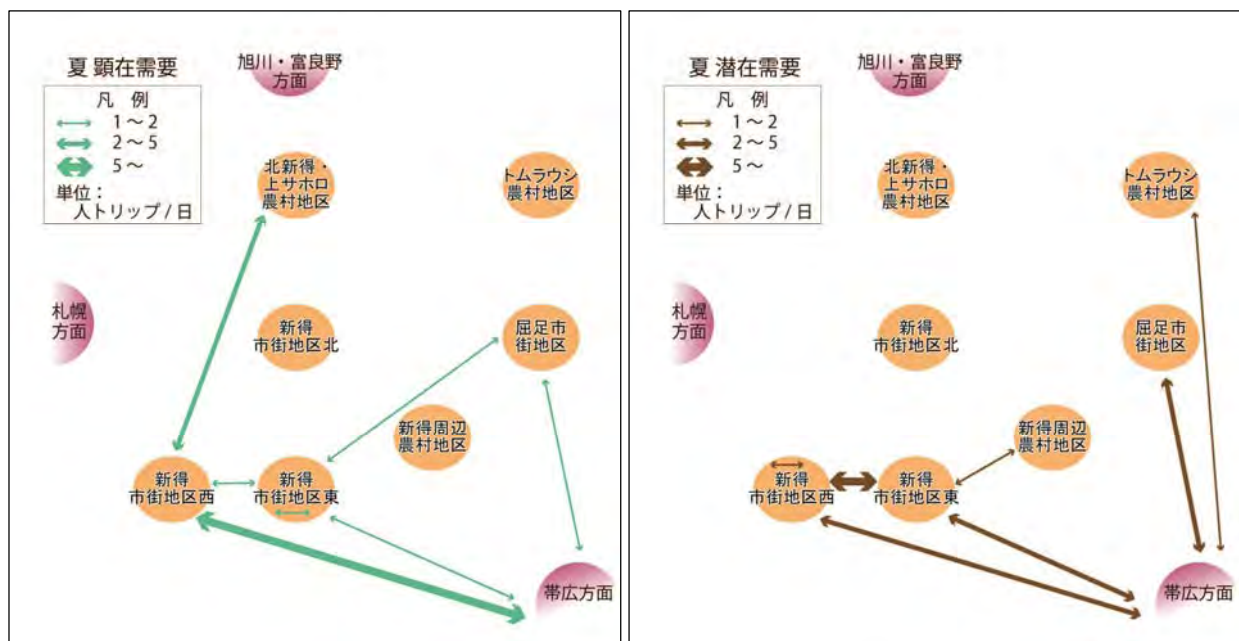 夏 顕在需要
凡 例
1～2
2～5
5～
単位：
人トリップ/日
旭川・富良野
方面
北新得・
上サホロ
農村地区
トムラウシ
農村地区
札幌
方面
新得
市街地区北
屈足市
街地区
新得周辺
農村地区
新得
市街地区西
新得
市街地区東
帯広方面
夏 潜在需要
凡 例
1～2
2～5
5～
単位：
人トリップ/日
旭川・富良野
方面
北新得・
上サホロ
農村地区
トムラウシ
農村地区
札幌
方面
新得
市街地区北
屈足市
街地区
新得周辺
農村地区
新得
市街地区西
新得
市街地区東
帯広方面